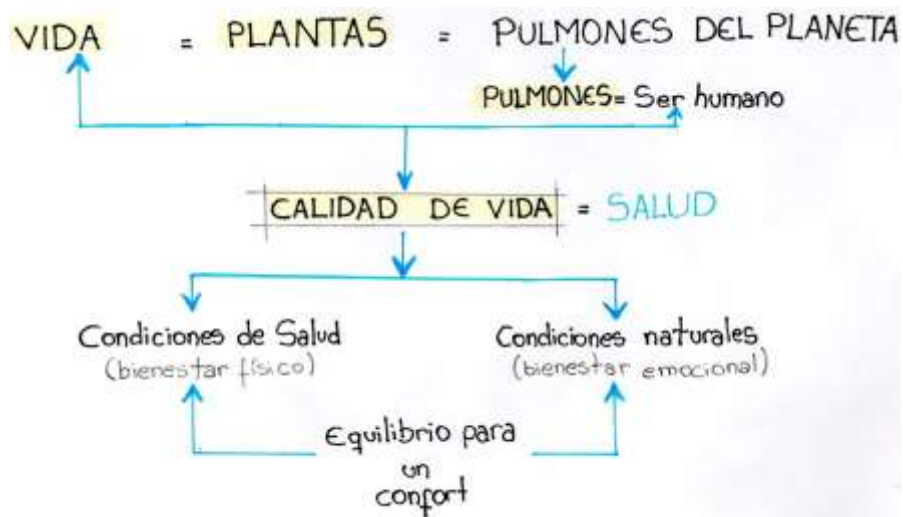 VIDA = PLANTAS = PULMONES DEL PLANETA
PULMONES = Ser humano
CALIDAD DE VIDA = SALUD
Condiciones de Salud
(bienestar físico)
Condiciones naturales
(bienestar emocional)
Equilibrio para
un
confort